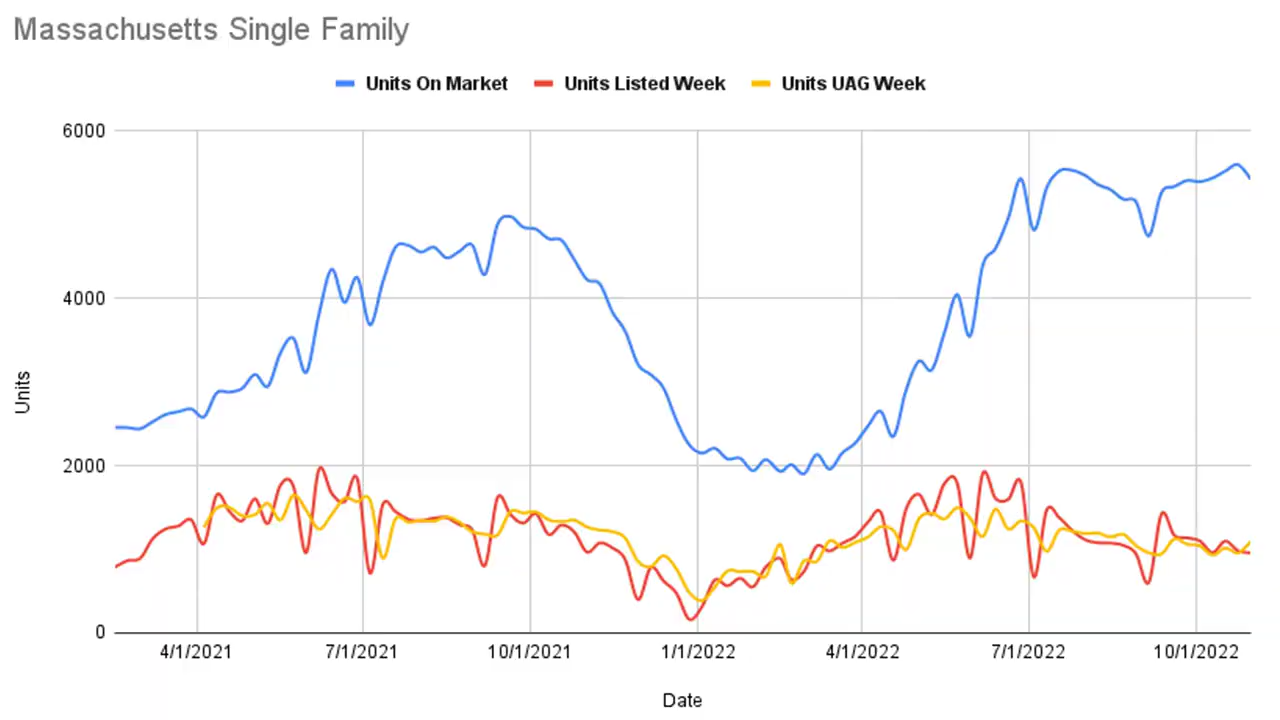 Massachusetts Single Family
Units On Market Units Listed Week Units UAG Week
6000
4000
2000
0
Units
4/1/2021 7/1/2021 10/1/2021 1/1/2022 4/1/2022 7/1/2022 10/1/2022
Date